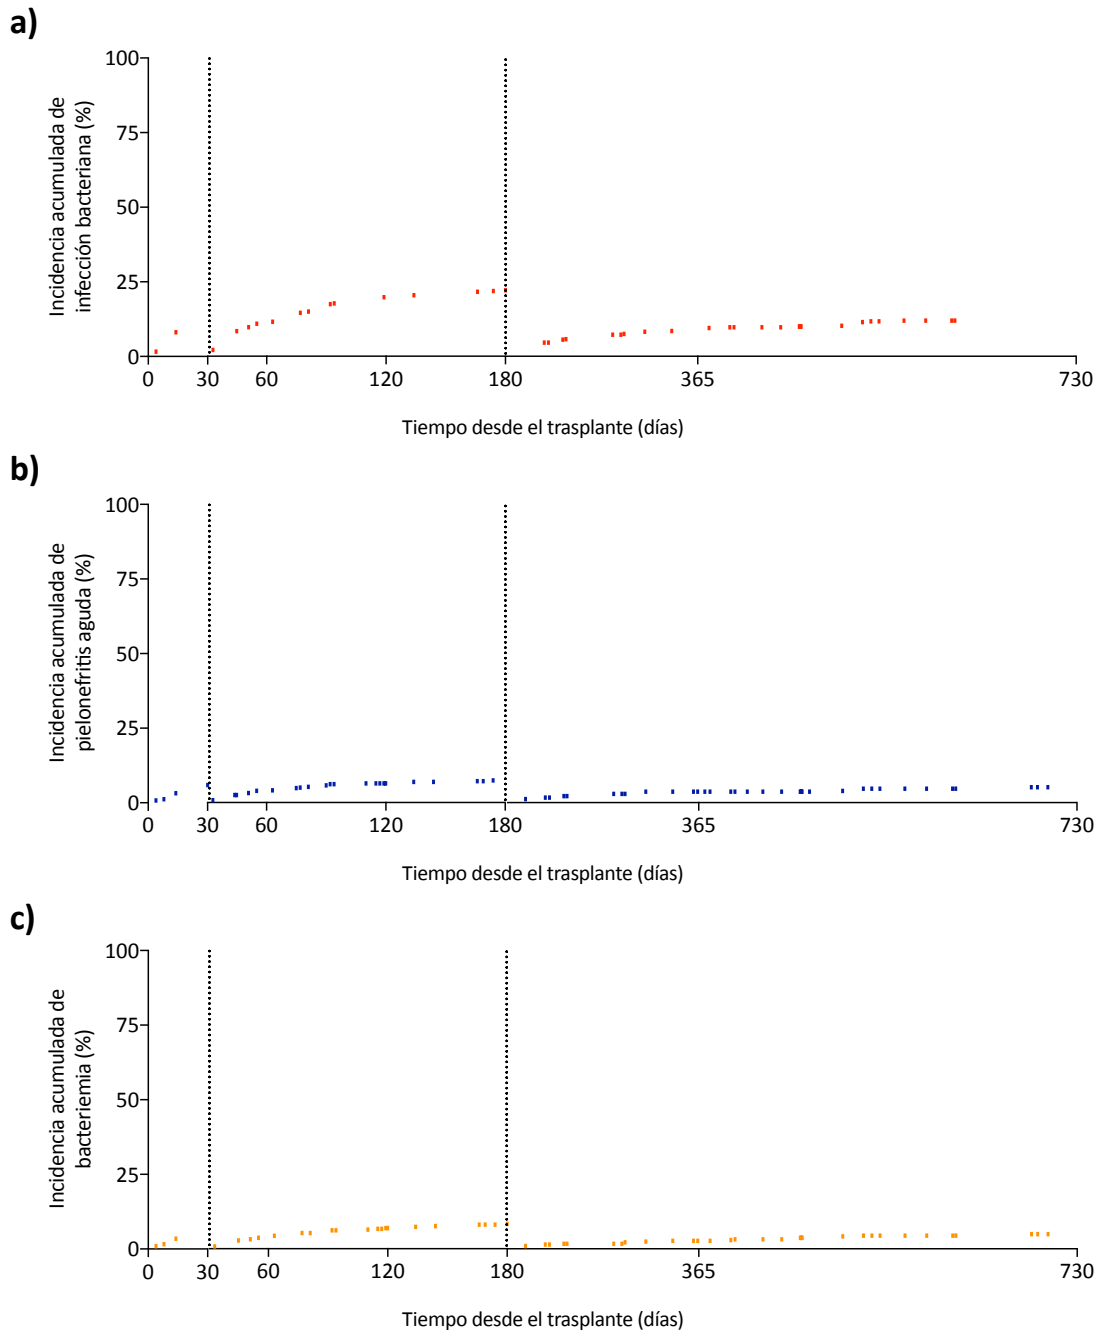 a)
Incidencia acumulada de
infección bacteriana (%)
100
75
50
25
0
0 30 60 120 180 365 730
Tiempo desde el trasplante (días)
b)
Incidencia acumulada de
pielonefritis aguda (%)
100
75
50
25
0
0 30 60 120 180 365 730
Tiempo desde el trasplante (días)
c)
Incidencia acumulada de
bacteriemia (%)
100
75
50
25
0
0 30 60 120 180 365 730
Tiempo desde el trasplante (días)